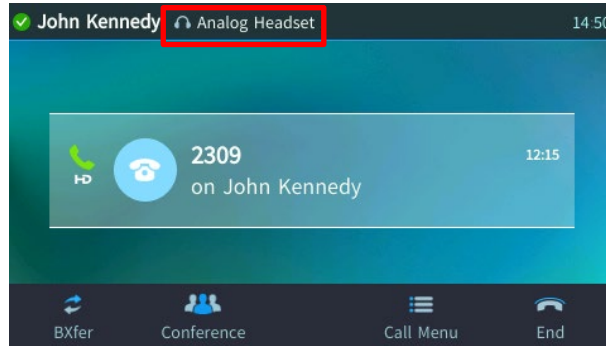 John Kennedy Analog Headset 14:50
2309 12:15
HD on John Kennedy
BXfer Conference Call Menu End